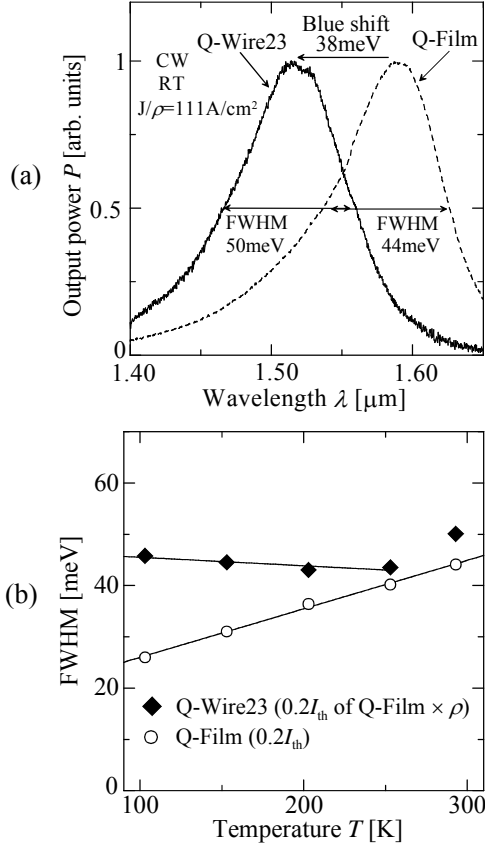 (a)
Output power P [arb. units]
1
0.5
0
CW
RT
J/ρ=111A/cm²
Q-Wire23
Blue shift
38meV
Q-Film
FWHM
50meV
FWHM
44meV
1.40
1.50
1.60
Wavelength λ [μm]
(b)
FWHM [meV]
60
40
20
0
◆ Q-Wire23 (0.2Ith of Q-Film × ρ)
○ Q-Film (0.2Ith)
100
200
300
Temperature T [K]